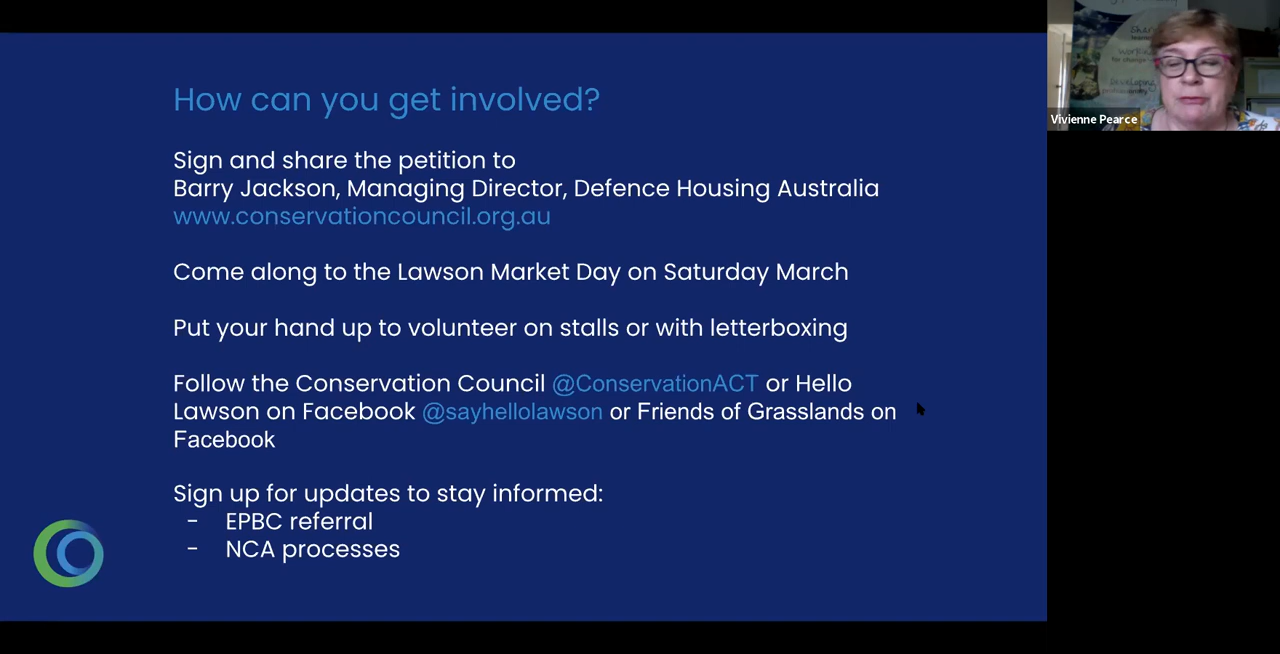 How can you get involved?
Sign and share the petition to
Barry Jackson, Managing Director, Defence Housing Australia
www.conservationcouncil.org.au
Come along to the Lawson Market Day on Saturday March
Put your hand up to volunteer on stalls or with letterboxing
Follow the Conservation Council @ConservationACT or Hello
Lawson on Facebook @sayhellolawson or Friends of Grasslands on
Facebook
Sign up for updates to stay informed:
- EPBC referral
- NCA processes
Vivienne Pearce